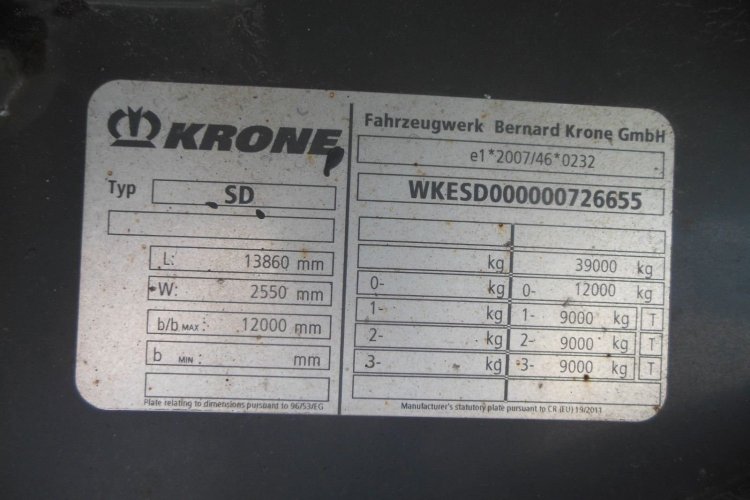 KRONE
Typ SD
L: 13860 mm
W: 2550 mm
b/b MAX: 12000 mm
b MIN: mm
Plate relating to dimensions pursuant to 96/53/EG
Fahrzeugwerk Bernard Krone GmbH
e1*2007/46*0232
WKESD000000726655
kg 39000 kg
0- kg 0- 12000 kg
1- kg 1- 9000 kg T
2- kg 2- 9000 kg T
3- kg 3- 9000 kg T
Manufacturer's statutory plate pursuant to CR (EU) 19/2011